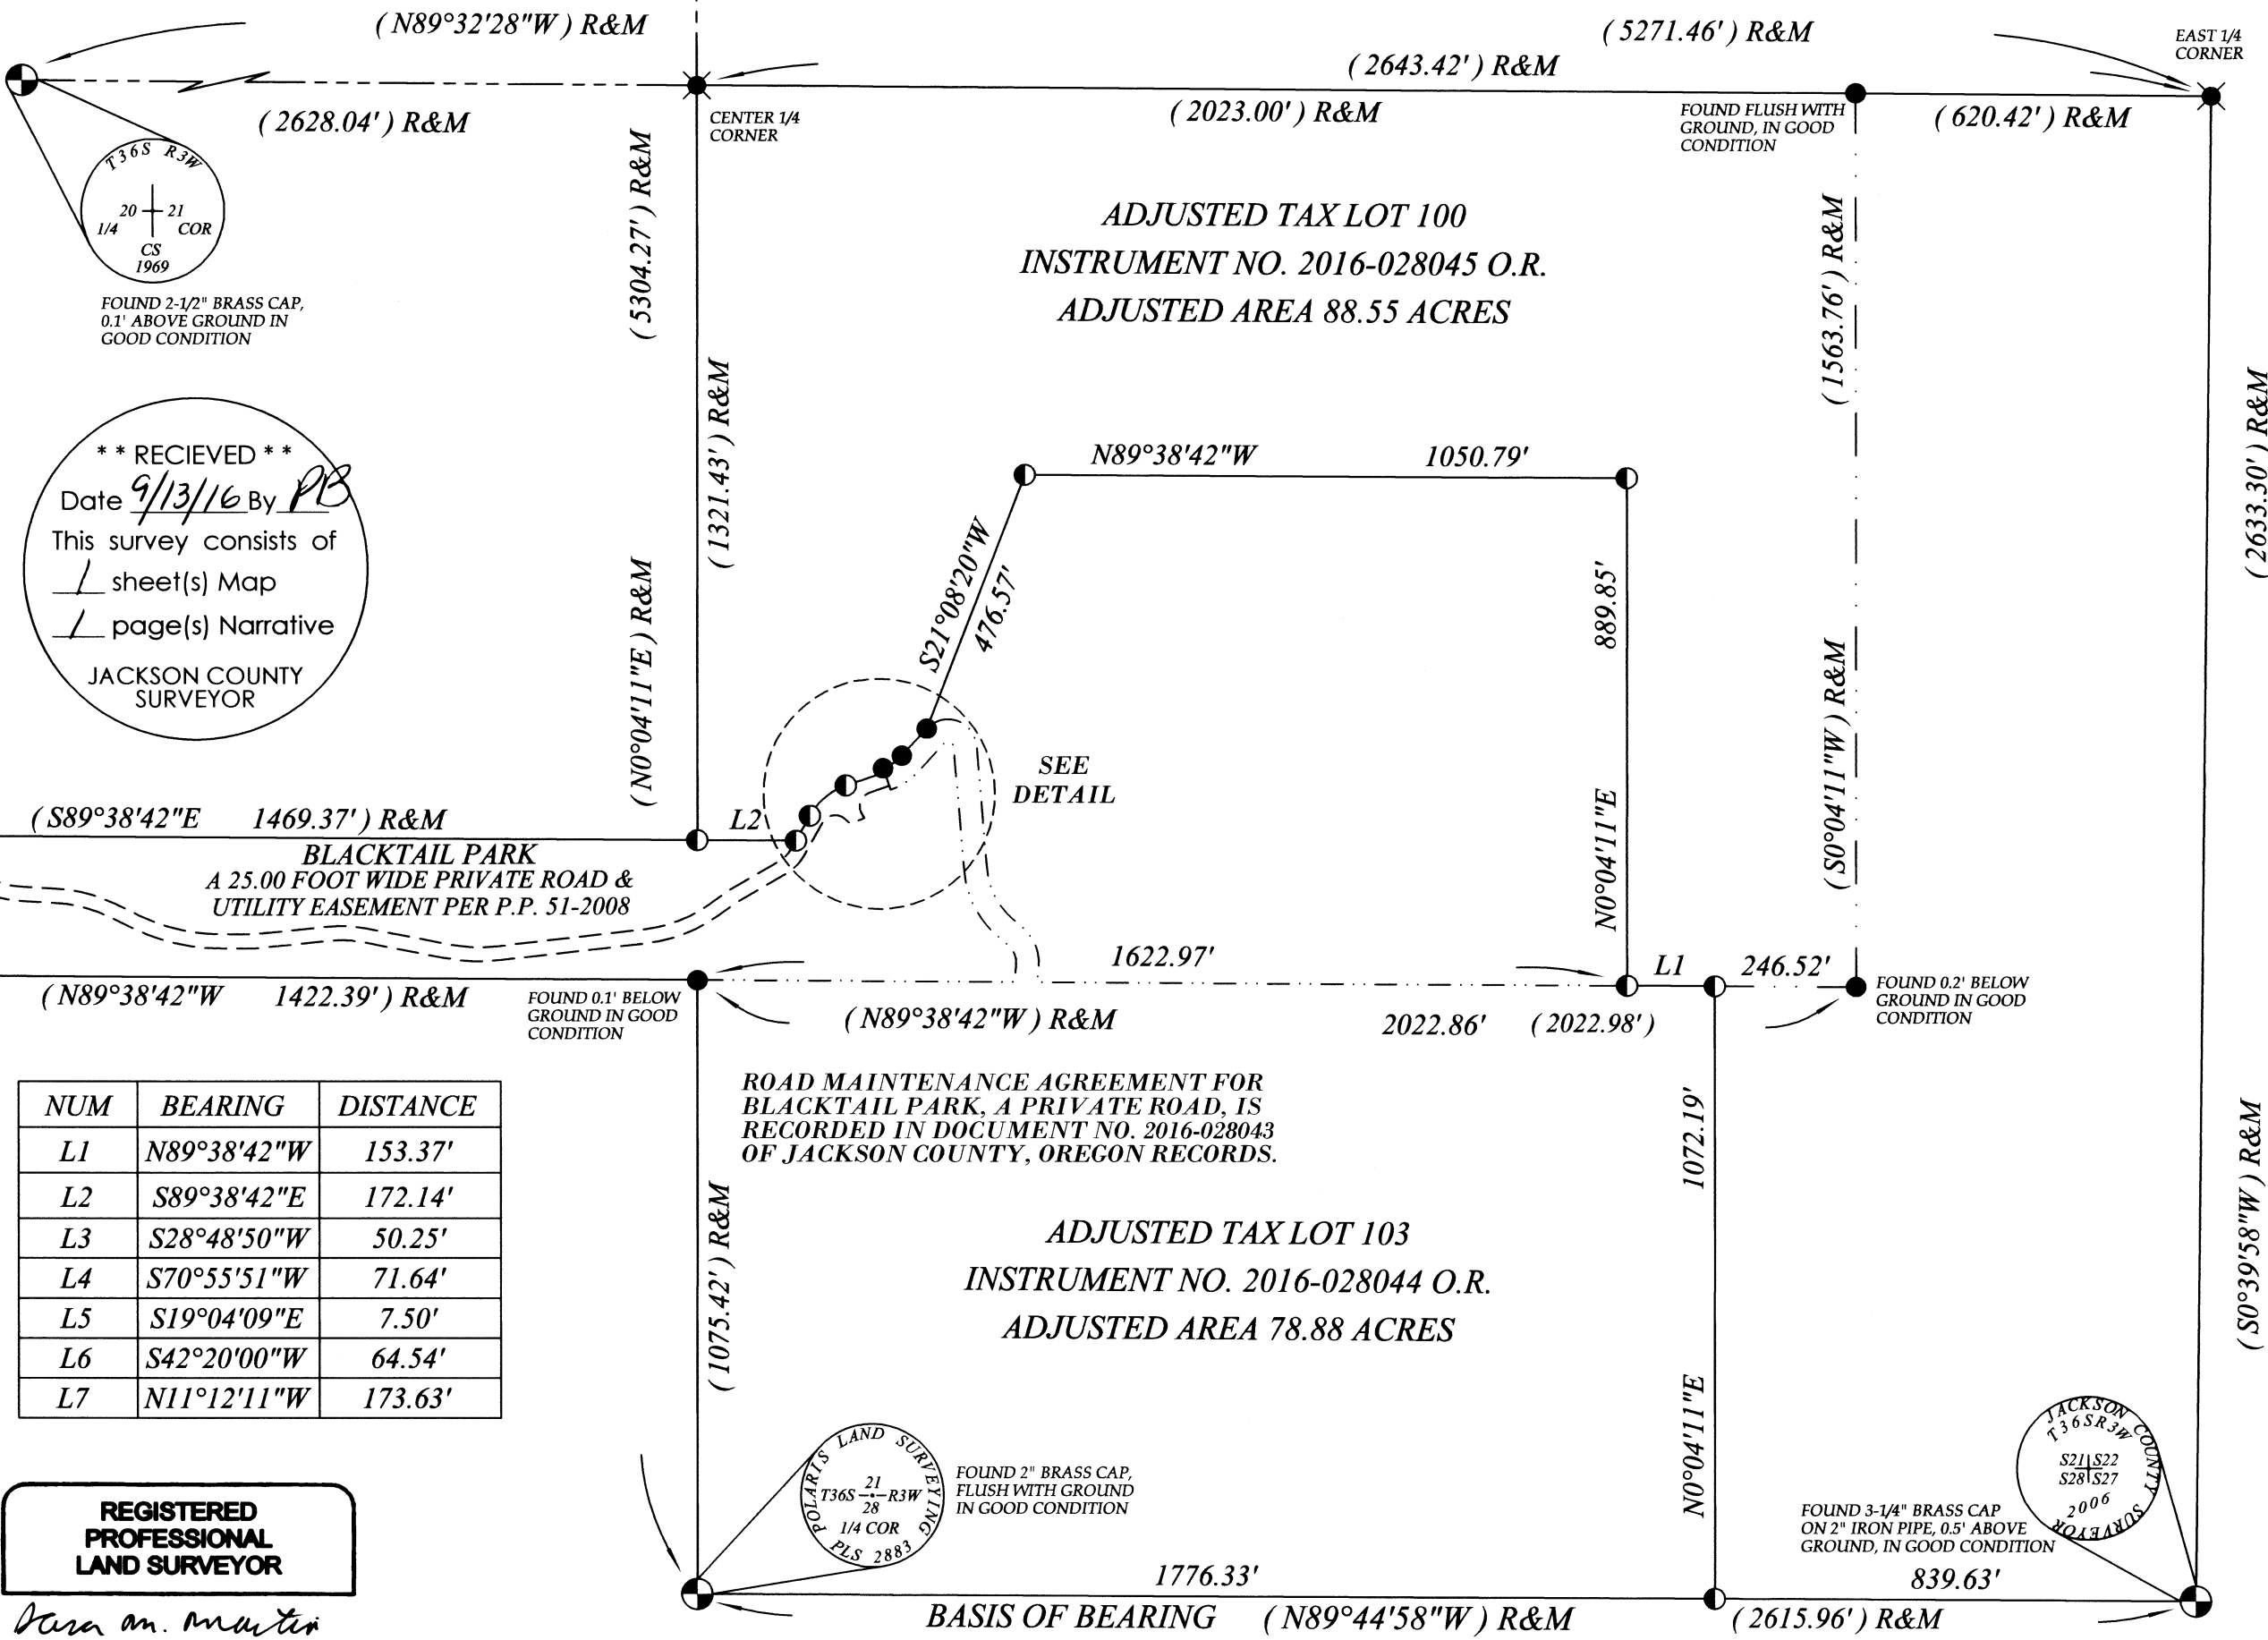 ( N89°32'28"W ) R&M
( 2628.04' ) R&M
( 5271.46' ) R&M
( 2643.42' ) R&M
( 2023.00' ) R&M
EAST 1/4
CORNER
CENTER 1/4
CORNER
FOUND FLUSH WITH
GROUND, IN GOOD
CONDITION
( 620.42' ) R&M
T36S R3W
20 21
1/4 COR
CS
1969
FOUND 2-1/2" BRASS CAP,
0.1' ABOVE GROUND IN
GOOD CONDITION
( 5304.27' ) R&M
( N0°04'11"E ) R&M
( 1321.43' ) R&M
ADJUSTED TAX LOT 100
INSTRUMENT NO. 2016-028045 O.R.
ADJUSTED AREA 88.55 ACRES
( 1563.76' ) R&M
( S0°04'11"W ) R&M
( 2633.30' ) R&M
( S0°39'58"W ) R&M
* * RECIEVED * *
Date 9/13/16 By PB
This survey consists of
1 sheet(s) Map
1 page(s) Narrative
JACKSON COUNTY
SURVEYOR
N89°38'42"W 1050.79'
S21°08'20"W
476.57'
889.85'
N0°04'11"E
SEE
DETAIL
( S89°38'42"E 1469.37' ) R&M
L2
BLACKTAIL PARK
A 25.00 FOOT WIDE PRIVATE ROAD &
UTILITY EASEMENT PER P.P. 51-2008
( N89°38'42"W 1422.39' ) R&M
FOUND 0.1' BELOW
GROUND IN GOOD
CONDITION
1622.97'
L1
246.52'
FOUND 0.2' BELOW
GROUND IN GOOD
CONDITION
( N89°38'42"W ) R&M
2022.86' ( 2022.98' )
NUM BEARING DISTANCE
L1 N89°38'42"W 153.37'
L2 S89°38'42"E 172.14'
L3 S28°48'50"W 50.25'
L4 S70°55'51"W 71.64'
L5 S19°04'09"E 7.50'
L6 S42°20'00"W 64.54'
L7 N11°12'11"W 173.63'
ROAD MAINTENANCE AGREEMENT FOR
BLACKTAIL PARK, A PRIVATE ROAD, IS
RECORDED IN DOCUMENT NO. 2016-028043
OF JACKSON COUNTY, OREGON RECORDS.
( 1075.42' ) R&M
ADJUSTED TAX LOT 103
INSTRUMENT NO. 2016-028044 O.R.
ADJUSTED AREA 78.88 ACRES
1072.19'
N0°04'11"E
REGISTERED
PROFESSIONAL
LAND SURVEYOR
POLARIS LAND SURVEYING
21
T36S R3W
28
1/4 COR
PLS 2883
FOUND 2" BRASS CAP,
FLUSH WITH GROUND
IN GOOD CONDITION
JACKSON COUNTY SURVEYOR
T36SR3W
S21 S22
S28 S27
2006
FOUND 3-1/4" BRASS CAP
ON 2" IRON PIPE, 0.5' ABOVE
GROUND, IN GOOD CONDITION
1776.33'
839.63'
BASIS OF BEARING ( N89°44'58"W ) R&M
( 2615.96' ) R&M